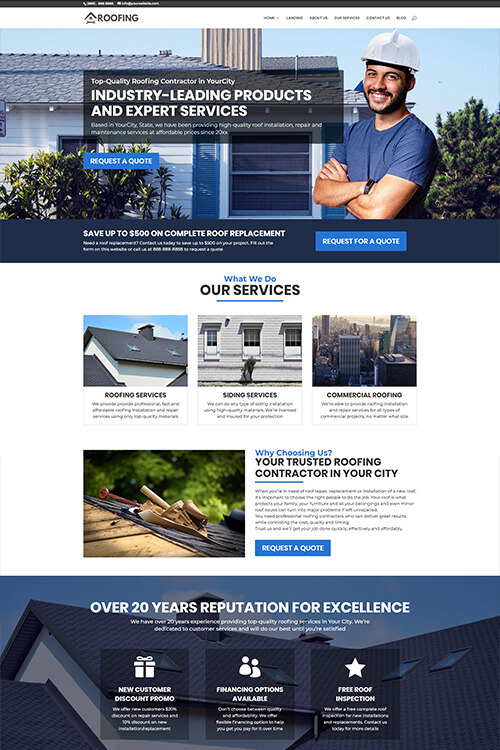 (888) - 888-8888 info@yourwebsite.com
ROOFING
HOME LANDING ABOUT US OUR SERVICES CONTACT US BLOG
Top-Quality Roofing Contractor in YourCity
INDUSTRY-LEADING PRODUCTS
AND EXPERT SERVICES
Based in YourCity, State, we have been providing high-quality roof installation, repair and
maintenance services at affordable prices since 20xx.
REQUEST A QUOTE
SAVE UP TO $500 ON COMPLETE ROOF REPLACEMENT
Need a roof replacement? Contact us today to save up to $500 on your project. Fill out the
form on this website or call us at 888-888-8888 to request a quote
REQUEST FOR A QUOTE
What We Do
OUR SERVICES
ROOFING SERVICES
We provide provide professional, fast and
affordable roofing installation and repair
services using only top-quality materials
SIDING SERVICES
We can do any type of siding installation
using high-quality materials. We're licensed
and insured for your protection
COMMERCIAL ROOFING
We're able to provide roofing installation
and repair services for all types of
commercial projects, no matter what size.
Why Choosing Us?
YOUR TRUSTED ROOFING
CONTRACTOR IN YOUR CITY
When you're in need of roof repair, replacement or installation of a new roof,
it's important to choose the right people to do the job. Your roof is what
protects your family, your furniture and all your belongings and even minor
roof issues can turn into major problems if left unrepaired.
You need professional roofing contractors who can deliver great results,
while controlling the cost, quality and timing.
Trust us and we'll get your job done quickly, effectively and affordably.
REQUEST A QUOTE
OVER 20 YEARS REPUTATION FOR EXCELLENCE
We have over 20 years experience providing top-quality roofing services in Your City. We're
dedicated to customer services and will do our best until you're satisfied
NEW CUSTOMER
DISCOUNT PROMO
We offer new customers $20%
discount on repair services and
10% discount on new
installation/replacement
FINANCING OPTIONS
AVAILABLE
Don't choose between quality
and affordability. We offer
flexible financing option to help
you get you pay for it over time
FREE ROOF
INSPECTION
We offer a free complete roof
inspection for new installations
and replacements. Contact us
today for more details